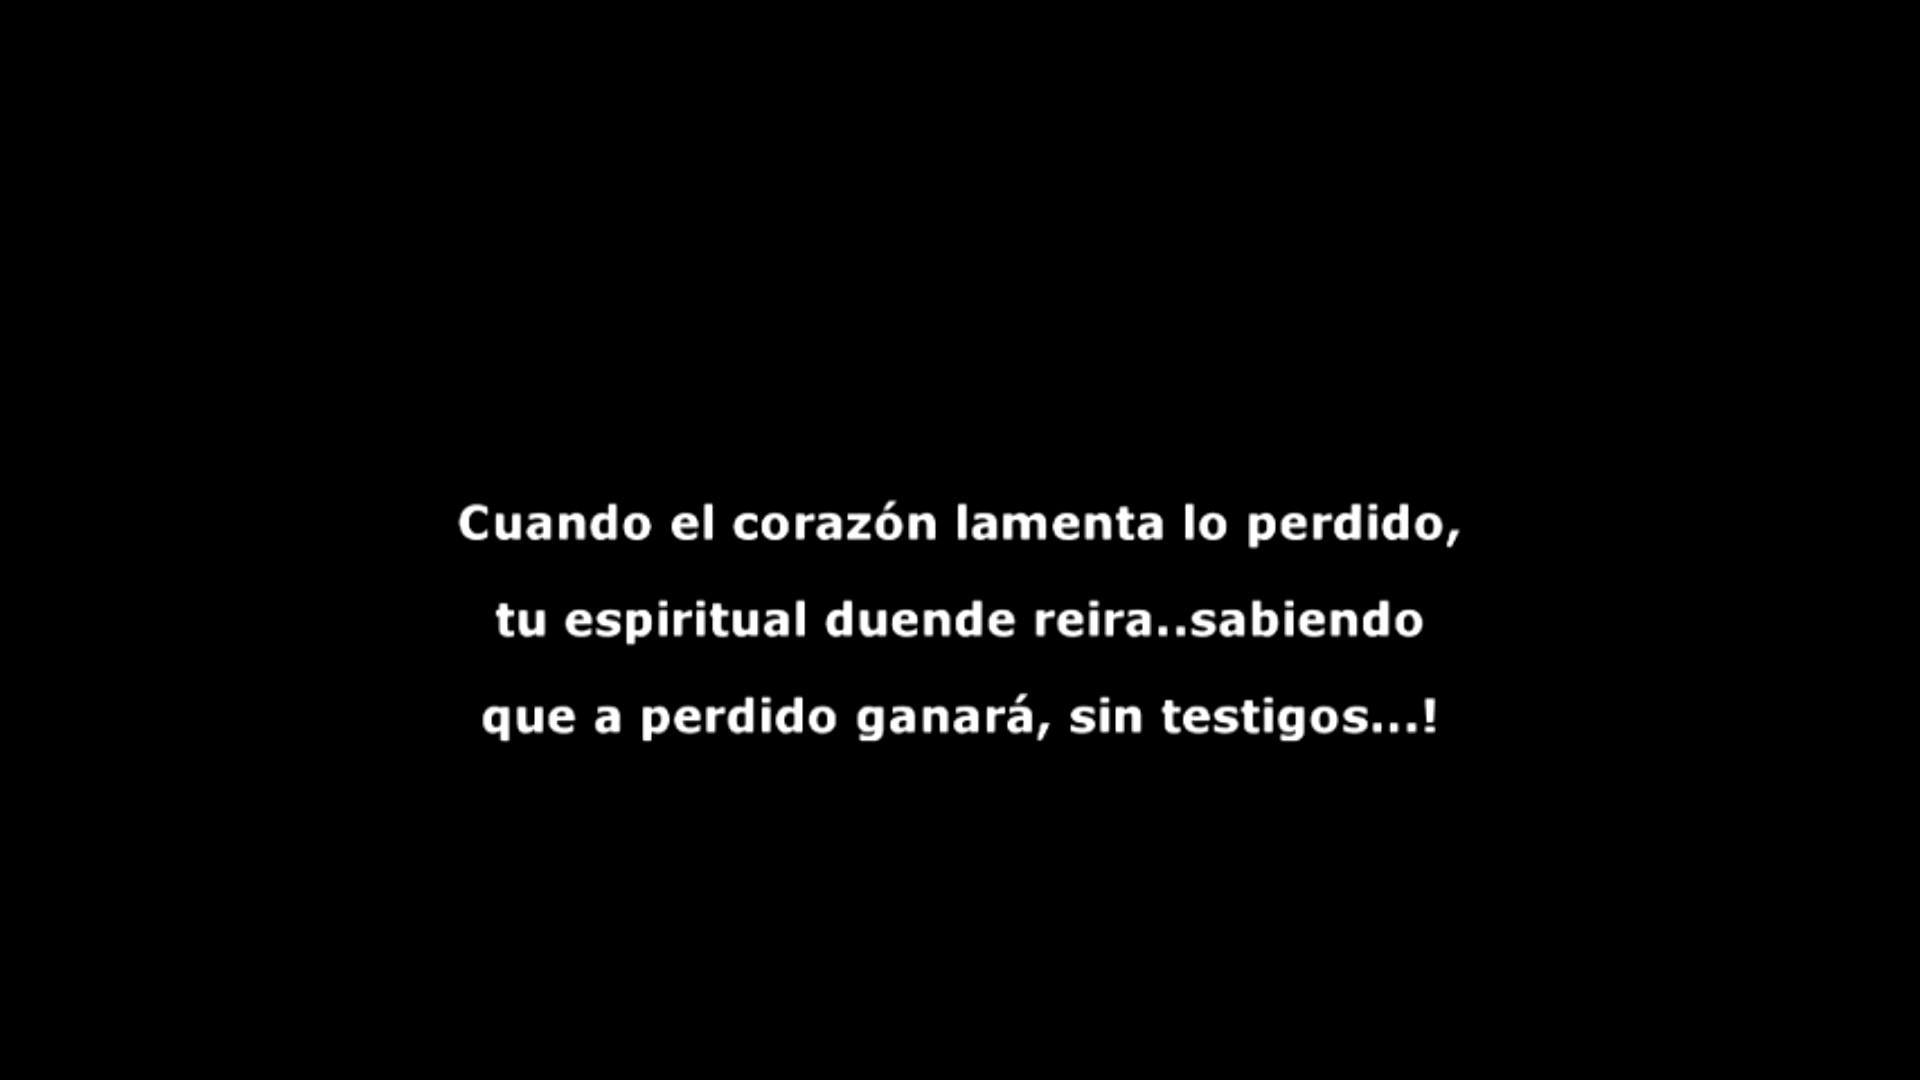 Cuando el corazón lamenta lo perdido,
tu espiritual duende reira..sabiendo
que a perdido ganará, sin testigos...!